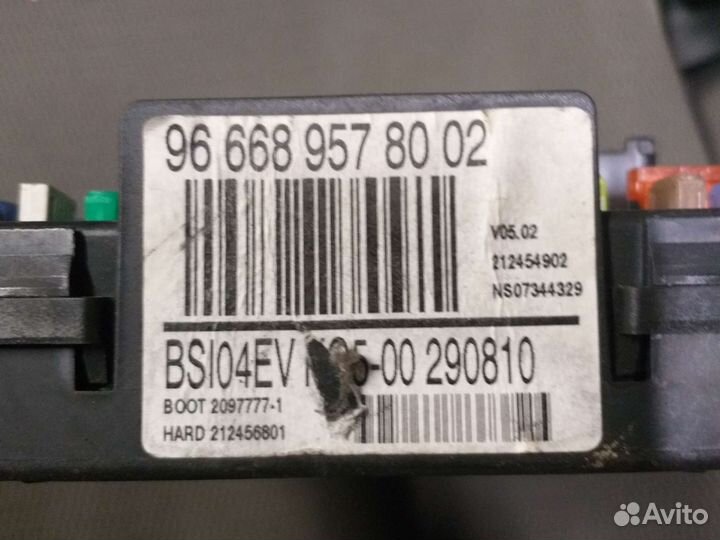 96 668 957 80 02
V05.02
212454902
NS07344329
BSI04EV 00 290810
BOOT 2097777-1
HARD 212456801
Avito